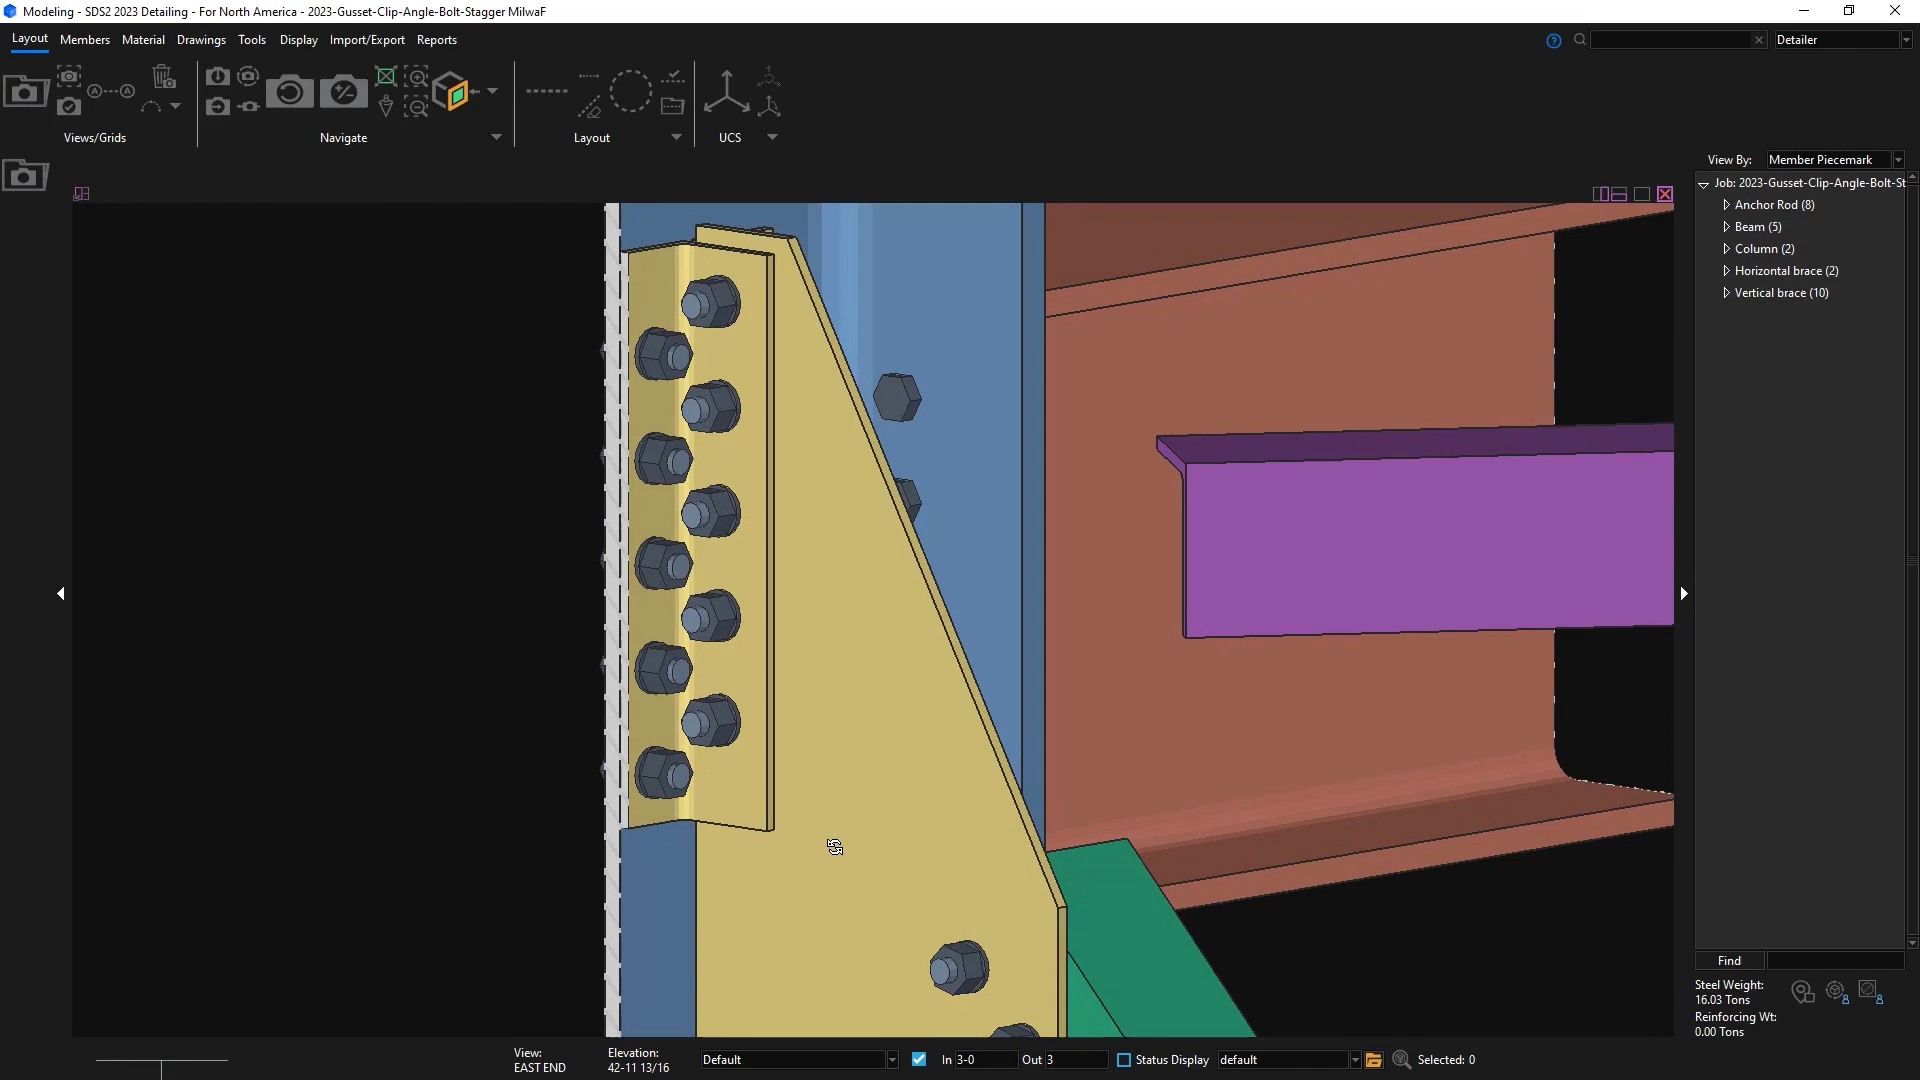 Modeling - SDS2 2023 Detailing - For North America - 2023-Gusset-Clip-Angle-Bolt-Stagger MilwaF
Layout Members Material Drawings Tools Display Import/Export Reports
Detailer
Views/Grids Navigate Layout UCS
View By: Member Piecemark
Job: 2023-Gusset-Clip-Angle-Bolt-St
Anchor Rod (8)
Beam (5)
Column (2)
Horizontal brace (2)
Vertical brace (10)
Find
Steel Weight:
16.03 Tons
Reinforcing Wt:
0.00 Tons
View:
EAST END
Elevation:
42-11 13/16
Default
In 3-0
Out 3
Status Display
default
Selected: 0